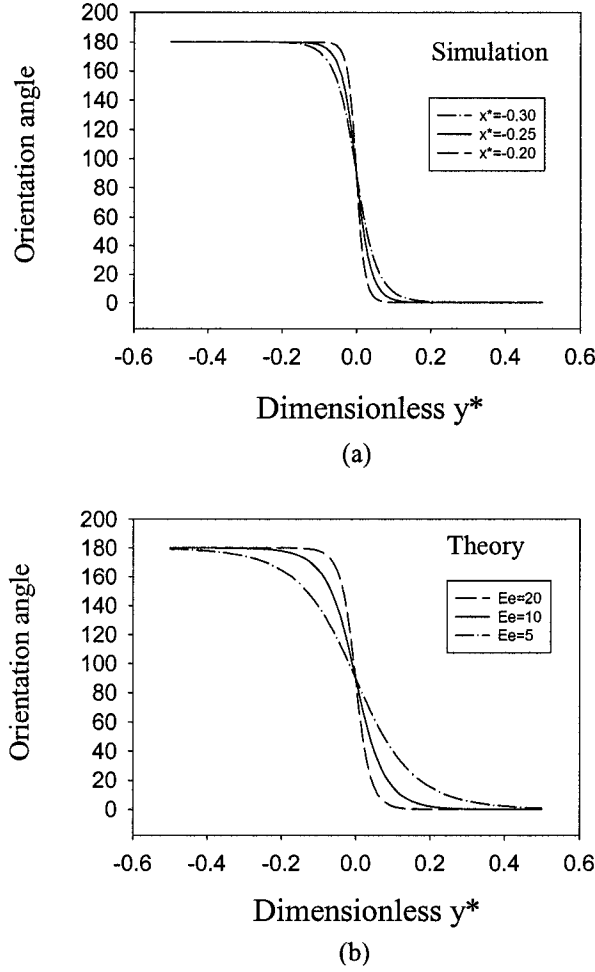 200
180
160
140
120
100
80
60
40
20
0
Orientation angle
Simulation
x*=-0.30
x*=-0.25
x*=-0.20
-0.6 -0.4 -0.2 0.0 0.2 0.4 0.6
Dimensionless y*
(a)
200
180
160
140
120
100
80
60
40
20
0
Orientation angle
Theory
Ee=20
Ee=10
Ee=5
-0.6 -0.4 -0.2 0.0 0.2 0.4 0.6
Dimensionless y*
(b)